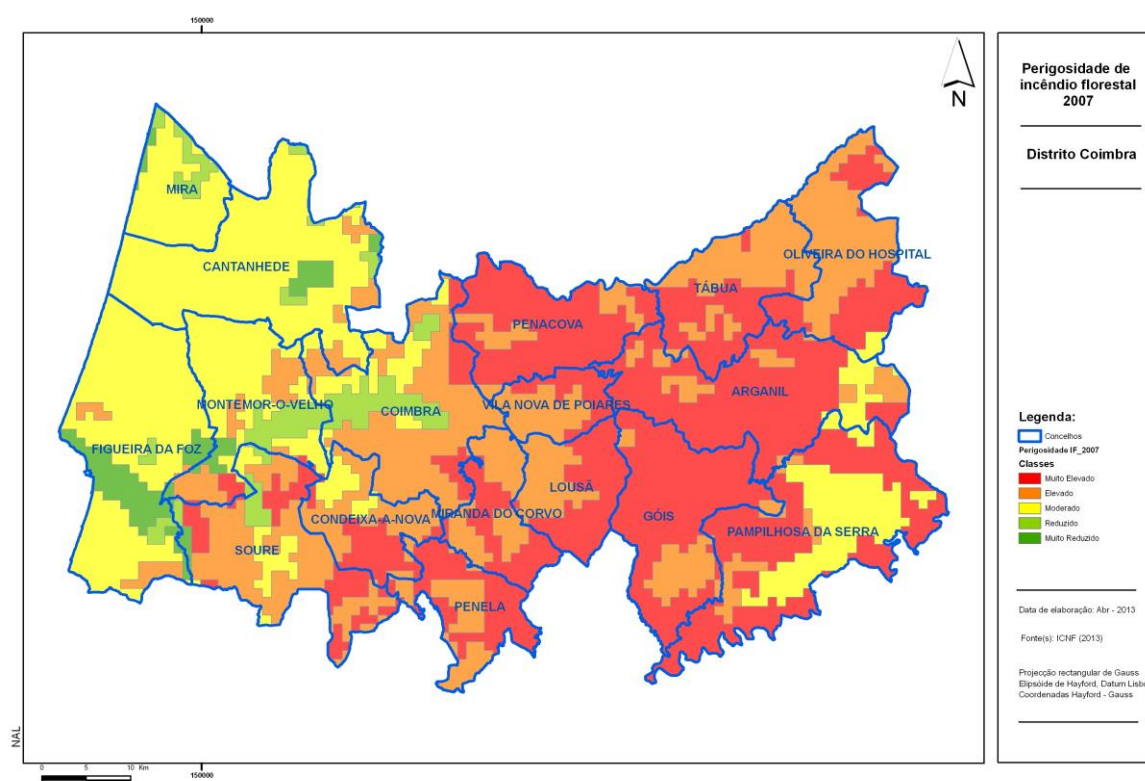 150000
N
MIRA
CANTANHEDE
OLIVEIRA DO HOSPITAL
TÁBUA
PENACOVA
ARGANIL
MONTEMOR-O-VELHO
COIMBRA
VILA NOVA DE POIARES
FIGUEIRA DA FOZ
LOUSÃ
CONDEIXA-A-NOVA
MIRANDA DO CORVO
GÓIS
PAMPILHOSA DA SERRA
SOURE
PENELA
NAL
0 5 10 Km
150000
Perigosidade de
incêndio florestal
2007
Distrito Coimbra
Legenda:
Concelhos
Perigosidade IF_2007
Classes
Muito Elevado
Elevado
Moderado
Reduzido
Muito Reduzido
Data de elaboração: Abr - 2013
Fonte(s): ICNF (2013)
Projecção rectangular de Gauss
Elipsóide de Hayford, Datum Lisbo
Coordenadas Hayford - Gauss